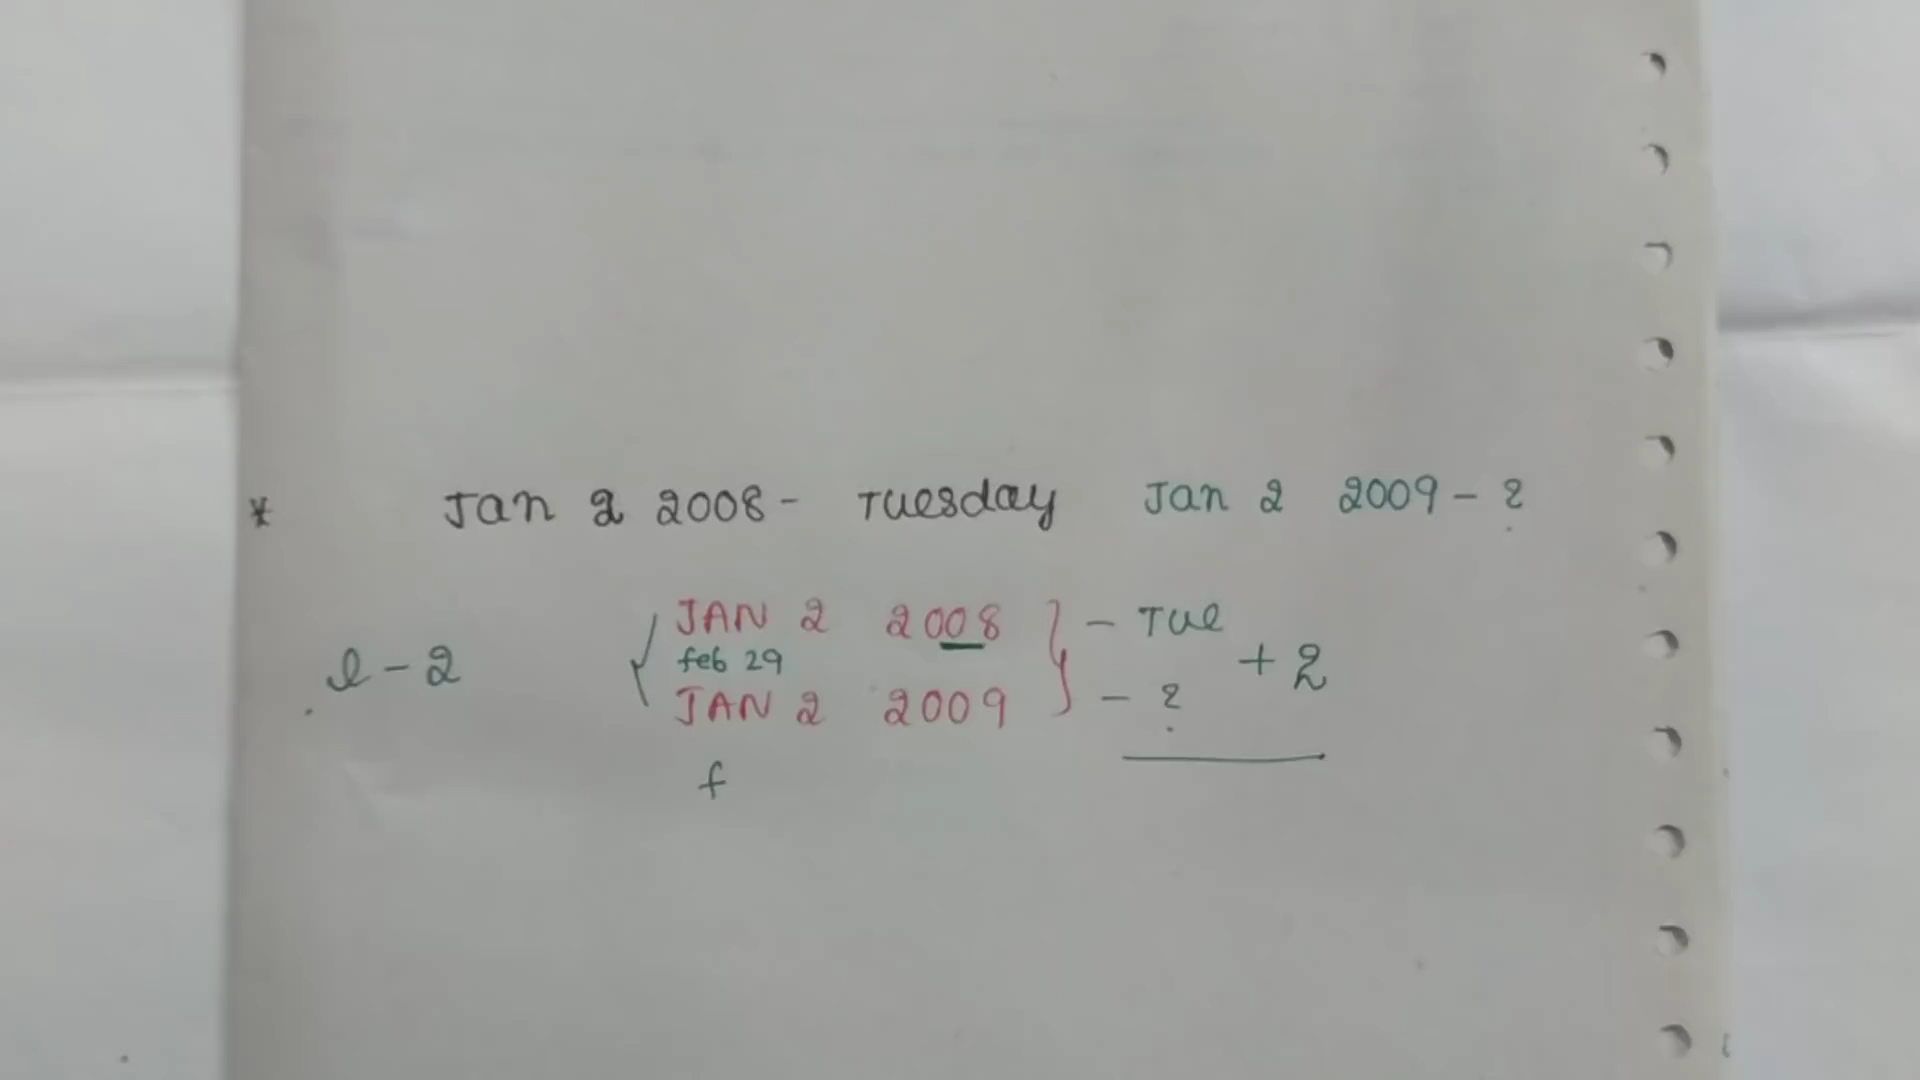 * Jan 2 2008 - Tuesday Jan 2 2009 - ?
JAN 2 2008 - Tue
l - 2 feb 29 + 2
JAN 2 2009 - ?
f